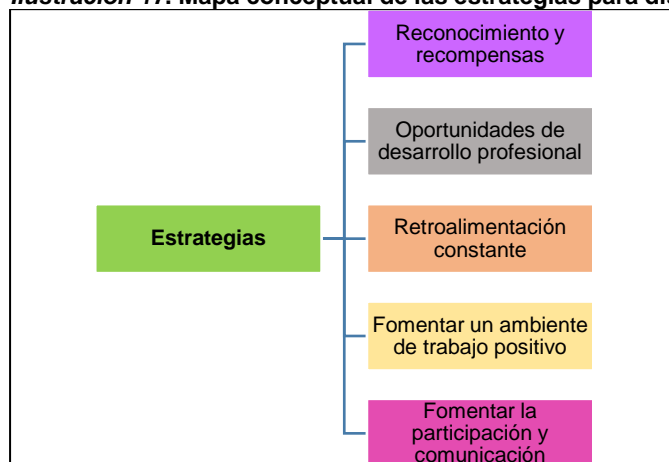 Mapa conceptual de las estrategias para
Reconocimiento y
recompensas
Oportunidades de
desarrollo profesional
Estrategias
Retroalimentación
constante
Fomentar un ambiente
de trabajo positivo
Fomentar la
participación y
comunicación